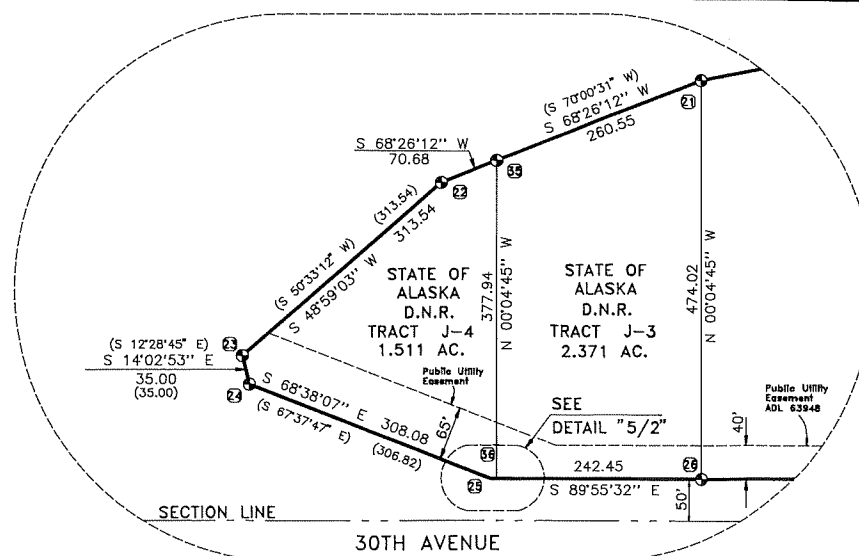 (S 70°00'31" W)
S 68°26'12" W
260.55
21
S 68°26'12" W
70.68
35
22
(313.54)
313.54
(S 50°33'12" W)
S 48°59'03" W
STATE OF
ALASKA
D.N.R.
TRACT J-4
1.511 AC.
377.94
N 00°04'45" W
STATE OF
ALASKA
D.N.R.
TRACT J-3
2.371 AC.
474.02
N 00°04'45" W
(S 12°28'45" E)
23
S 14°02'53" E
35.00
(35.00)
24
S 68°38'07" E 308.08
(S 67°37'47" E) (306.82)
Public Utility
Easement
65'
SEE
DETAIL "5/2"
Public Utility
Easement
ADL 63948
40'
36
25
242.45
26
S 89°55'32" E
50'
SECTION LINE
30TH AVENUE